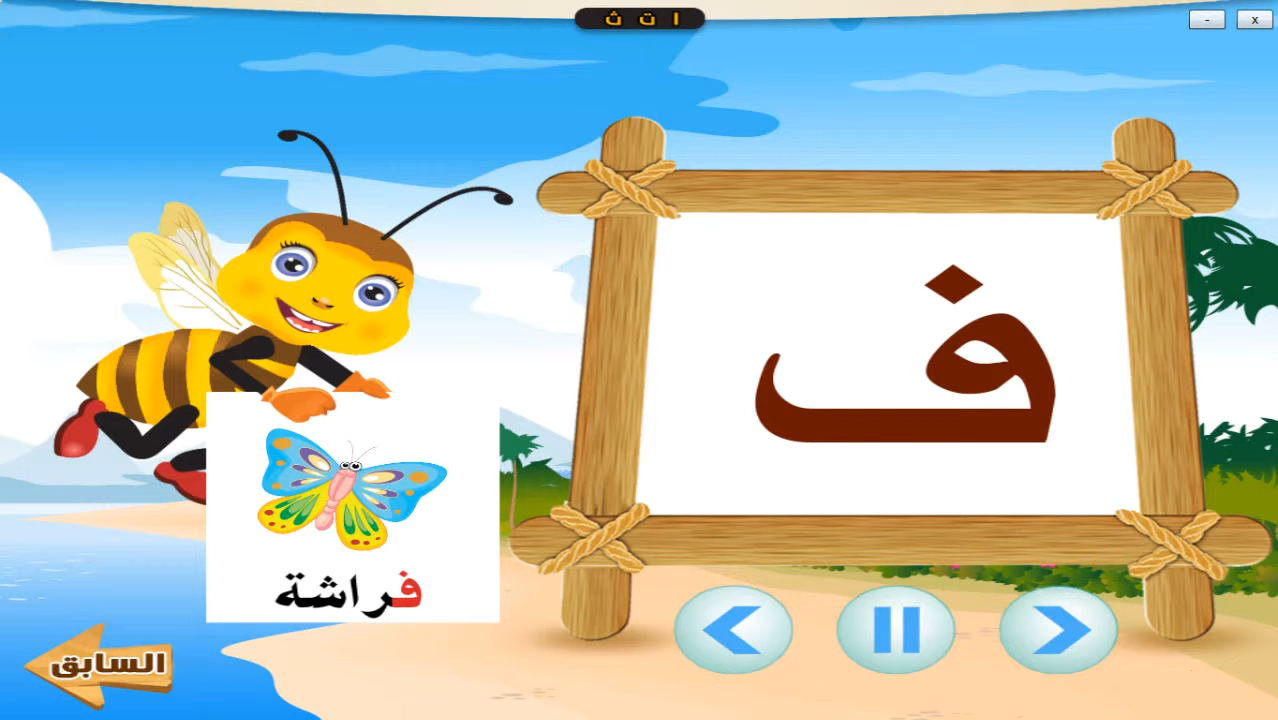 ا ت ث
- x
ف
فراشة
السابق